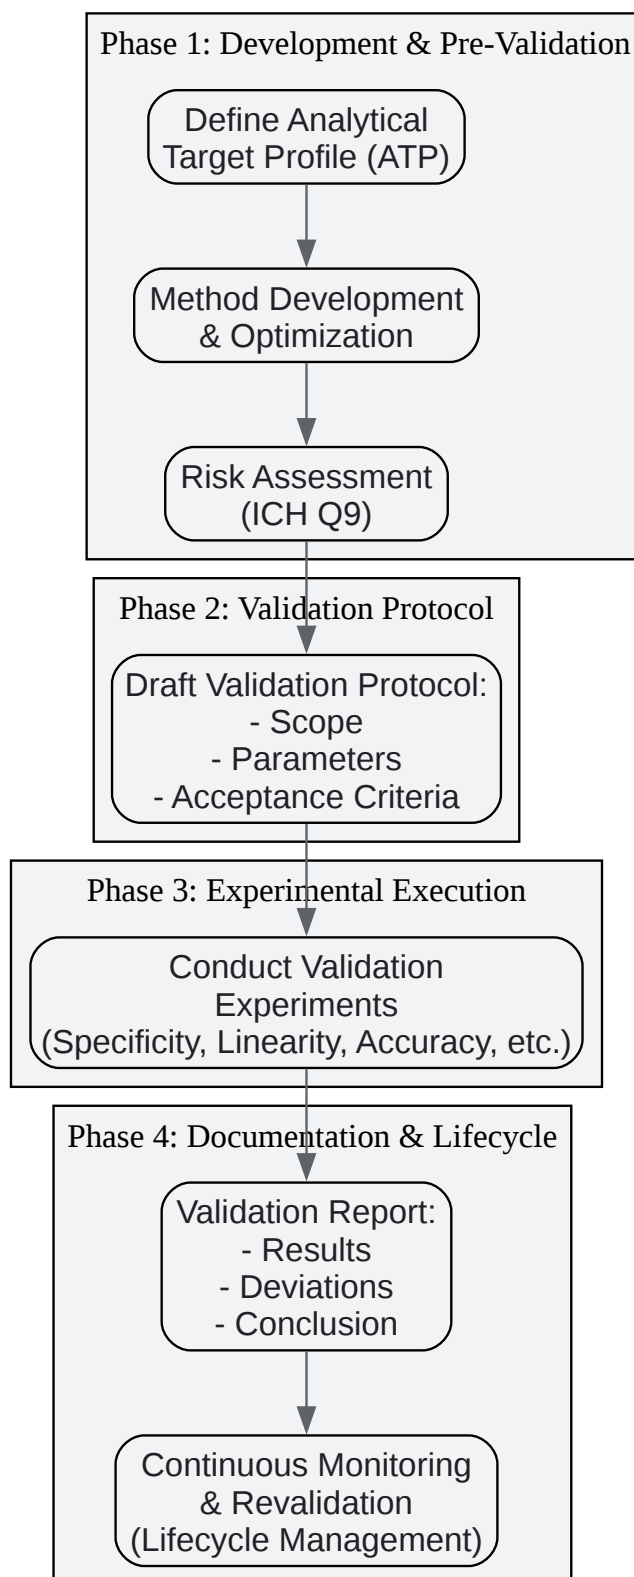 Phase 1: Development & Pre-Validation
Define Analytical
Target Profile (ATP)
Method Development
& Optimization
Risk Assessment
(ICH Q9)
Phase 2: Validation Protocol
Draft Validation Protocol:
- Scope
- Parameters
- Acceptance Criteria
Phase 3: Experimental Execution
Conduct Validation
Experiments
(Specificity, Linearity, Accuracy, etc.)
Phase 4: Documentation & Lifecycle
Validation Report:
- Results
- Deviations
- Conclusion
Continuous Monitoring
& Revalidation
(Lifecycle Management)